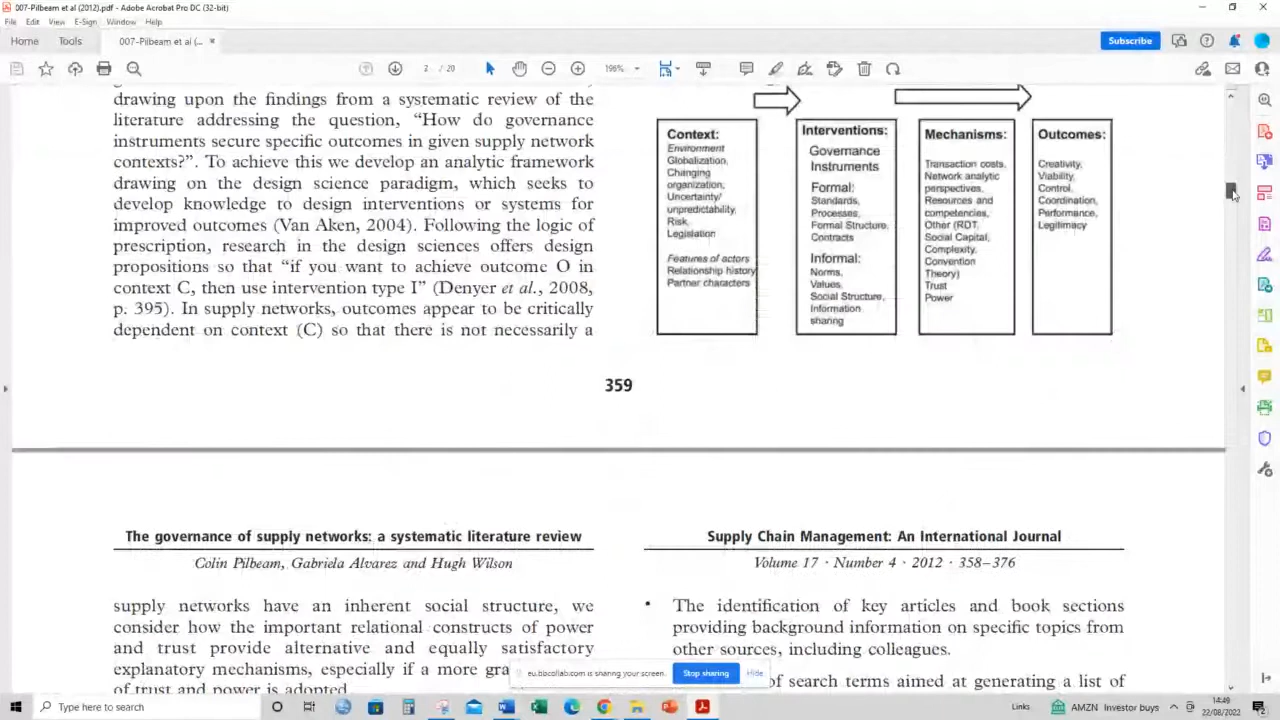 007-Pilbeam et al (2012).pdf - Adobe Acrobat Pro DC (32-bit)
File Edit View E-Sign Window Help
Home Tools 007-Pilbeam et al (... × Subscribe
2 / 20 196%
drawing upon the findings from a systematic review of the
literature addressing the question, “How do governance
instruments secure specific outcomes in given supply network
contexts?”. To achieve this we develop an analytic framework
drawing on the design science paradigm, which seeks to
develop knowledge to design interventions or systems for
improved outcomes (Van Aken, 2004). Following the logic of
prescription, research in the design sciences offers design
propositions so that “if you want to achieve outcome O in
context C, then use intervention type I” (Denyer et al., 2008,
p. 395). In supply networks, outcomes appear to be critically
dependent on context (C) so that there is not necessarily a
Context:
Environment
Globalization,
Changing
organization,
Uncertainty/
unpredictability,
Risk,
Legislation
Features of actors
Relationship history
Partner characters
Interventions:
Governance
Instruments
Formal:
Standards,
Processes,
Formal Structure,
Contracts
Informal:
Norms,
Values,
Social Structure,
Information
sharing
Mechanisms:
Transaction costs,
Network analytic
perspectives,
Resources and
competencies,
Other (RDT,
Social Capital,
Complexity,
Convention
Theory)
Trust
Power
Outcomes:
Creativity,
Viability,
Control,
Coordination,
Performance,
Legitimacy
359
The governance of supply networks: a systematic literature review
Colin Pilbeam, Gabriela Alvarez and Hugh Wilson
Supply Chain Management: An International Journal
Volume 17 · Number 4 · 2012 · 358–376
supply networks have an inherent social structure, we
consider how the important relational constructs of power
and trust provide alternative and equally satisfactory
explanatory mechanisms, especially if a more gra
of trust and power is adopted
• The identification of key articles and book sections
providing background information on specific topics from
other sources, including colleagues.
of search terms aimed at generating a list of
eu.bbcollab.com is sharing your screen. Stop sharing Hide
Type here to search
Links AMZN Investor buys
14:49
22/08/2022